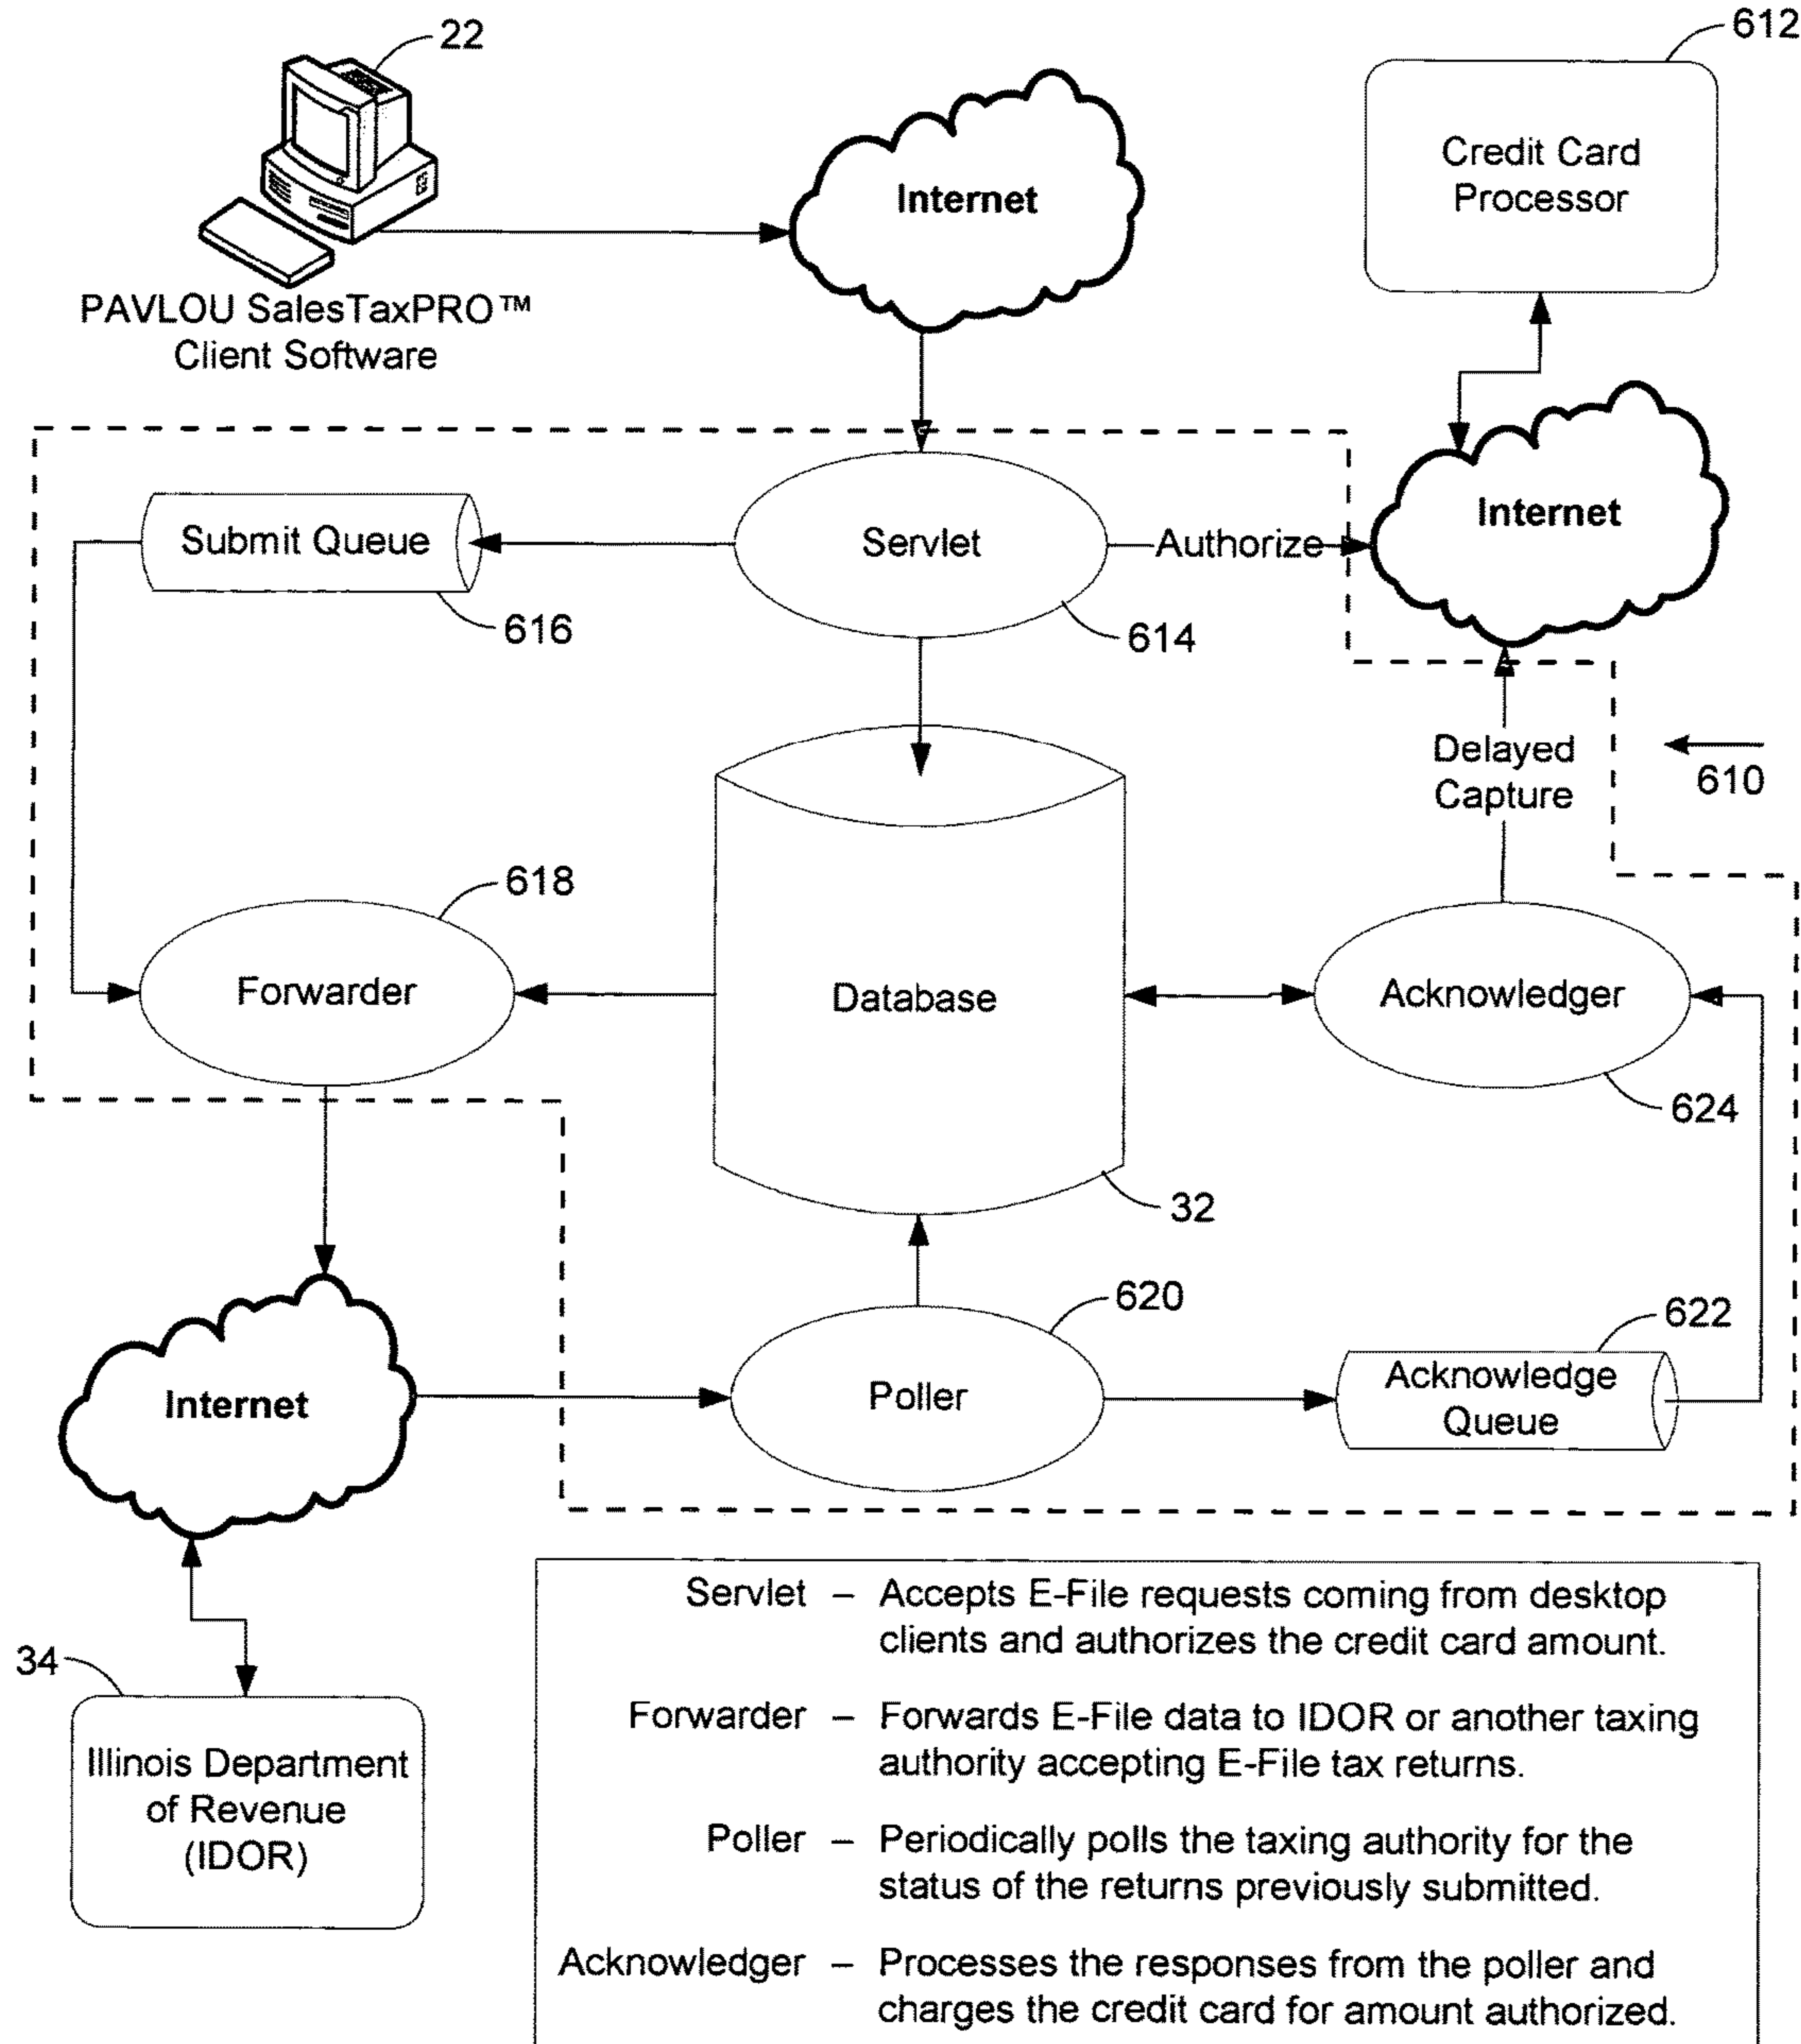 22
612
Internet
Credit Card
Processor
PAVLOU SalesTaxPRO™
Client Software
Internet
Submit Queue
Servlet
Authorize
616
614
Delayed
Capture
610
618
Forwarder
Database
Acknowledger
624
32
620
622
Internet
Poller
Acknowledge
Queue
34
Illinois Department
of Revenue
(IDOR)
Servlet – Accepts E-File requests coming from desktop
clients and authorizes the credit card amount.
Forwarder – Forwards E-File data to IDOR or another taxing
authority accepting E-File tax returns.
Poller – Periodically polls the taxing authority for the
status of the returns previously submitted.
Acknowledger – Processes the responses from the poller and
charges the credit card for amount authorized.